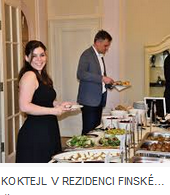 KOKTEJL V REZIDENCI FINSKÉ...